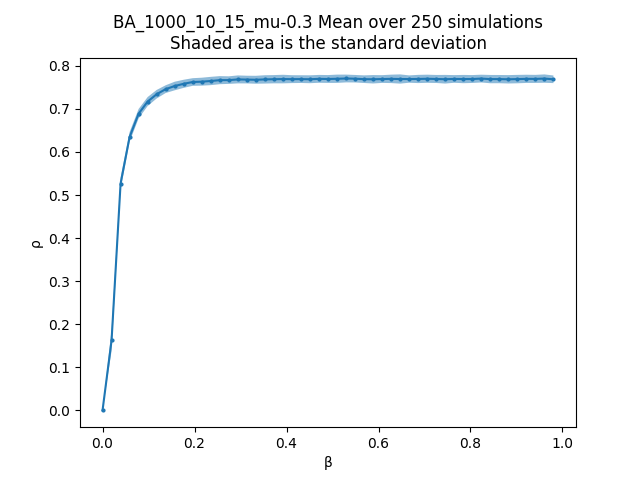 BA_1000_10_15_mu-0.3 Mean over 250 simulations
Shaded area is the standard deviation
0.8
0.7
0.6
0.5
0.4
0.3
0.2
0.1
0.0
ρ
0.0 0.2 0.4 0.6 0.8 1.0
β